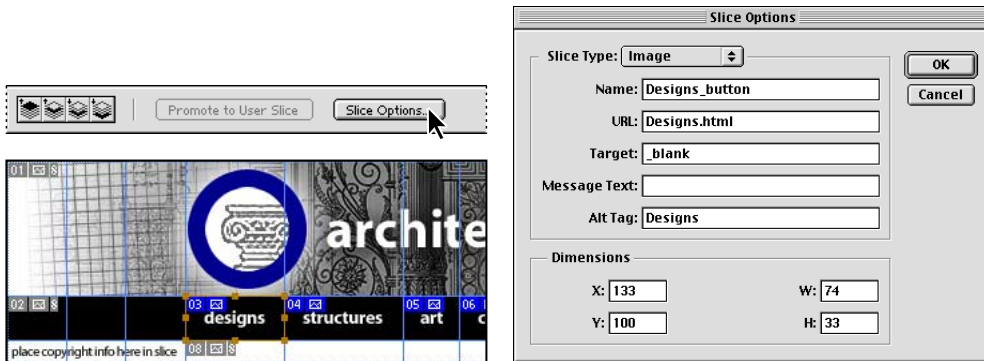 Promote to User Slice
Slice Options...
01
archite
02
03
04
05
06
designs
structures
art
c
place copyright info here in slice
08
Slice Options
Slice Type: Image
Name: Designs_button
URL: Designs.html
Target: _blank
Message Text:
Alt Tag: Designs
OK
Cancel
Dimensions
X: 133
W: 74
Y: 100
H: 33